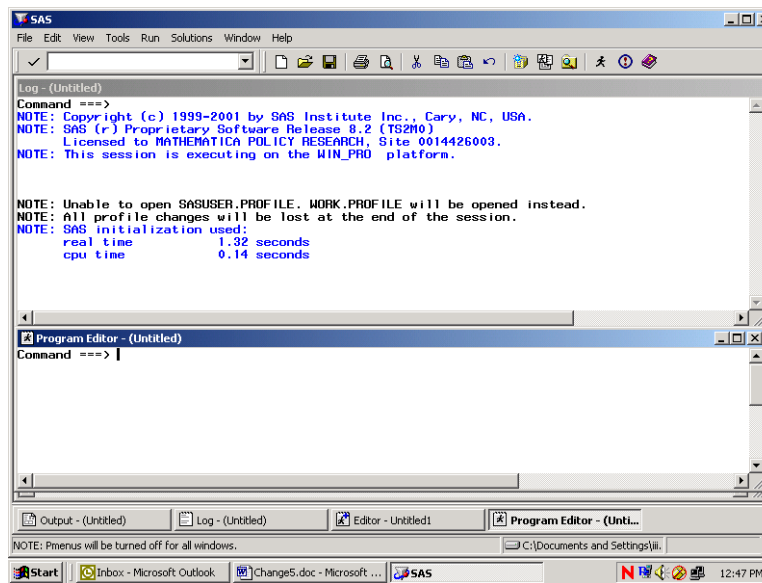 SAS
File Edit View Tools Run Solutions Window Help
Log - (Untitled)
Command ===>
NOTE: Copyright (c) 1999-2001 by SAS Institute Inc., Cary, NC, USA.
NOTE: SAS (r) Proprietary Software Release 8.2 (TS2M0)
Licensed to MATHEMATICA POLICY RESEARCH, Site 0014426003.
NOTE: This session is executing on the WIN_PRO platform.
NOTE: Unable to open SASUSER.PROFILE. WORK.PROFILE will be opened instead.
NOTE: All profile changes will be lost at the end of the session.
NOTE: SAS initialization used:
real time 1.32 seconds
cpu time 0.14 seconds
Program Editor - (Untitled)
Command ===>
Output - (Untitled) Log - (Untitled) Editor - Untitled1 Program Editor - (Unti...
NOTE: Pmenus will be turned off for all windows. C:\Documents and Settings\iii.
Start Inbox - Microsoft Outlook Change5.doc - Microsoft ... SAS N 12:47 PM